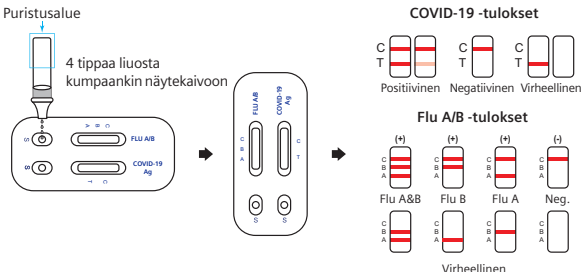 Puristusalue
4 tippaa liuosta
kumpaankin näytekaivoon
S
A B C
FLU A/B
S
T C
COVID-19
Ag
FLU A/B
COVID-19
Ag
C
B
A
C
T
S
S
COVID-19 -tulokset
C
T
C
T
C
T
Positiivinen Negatiivinen Virheellinen
Flu A/B -tulokset
(+) (+) (+) (-)
C C C C
B B B B
A A A A
Flu A&B Flu B Flu A Neg.
C C C C
B B B B
A A A A
Virheellinen